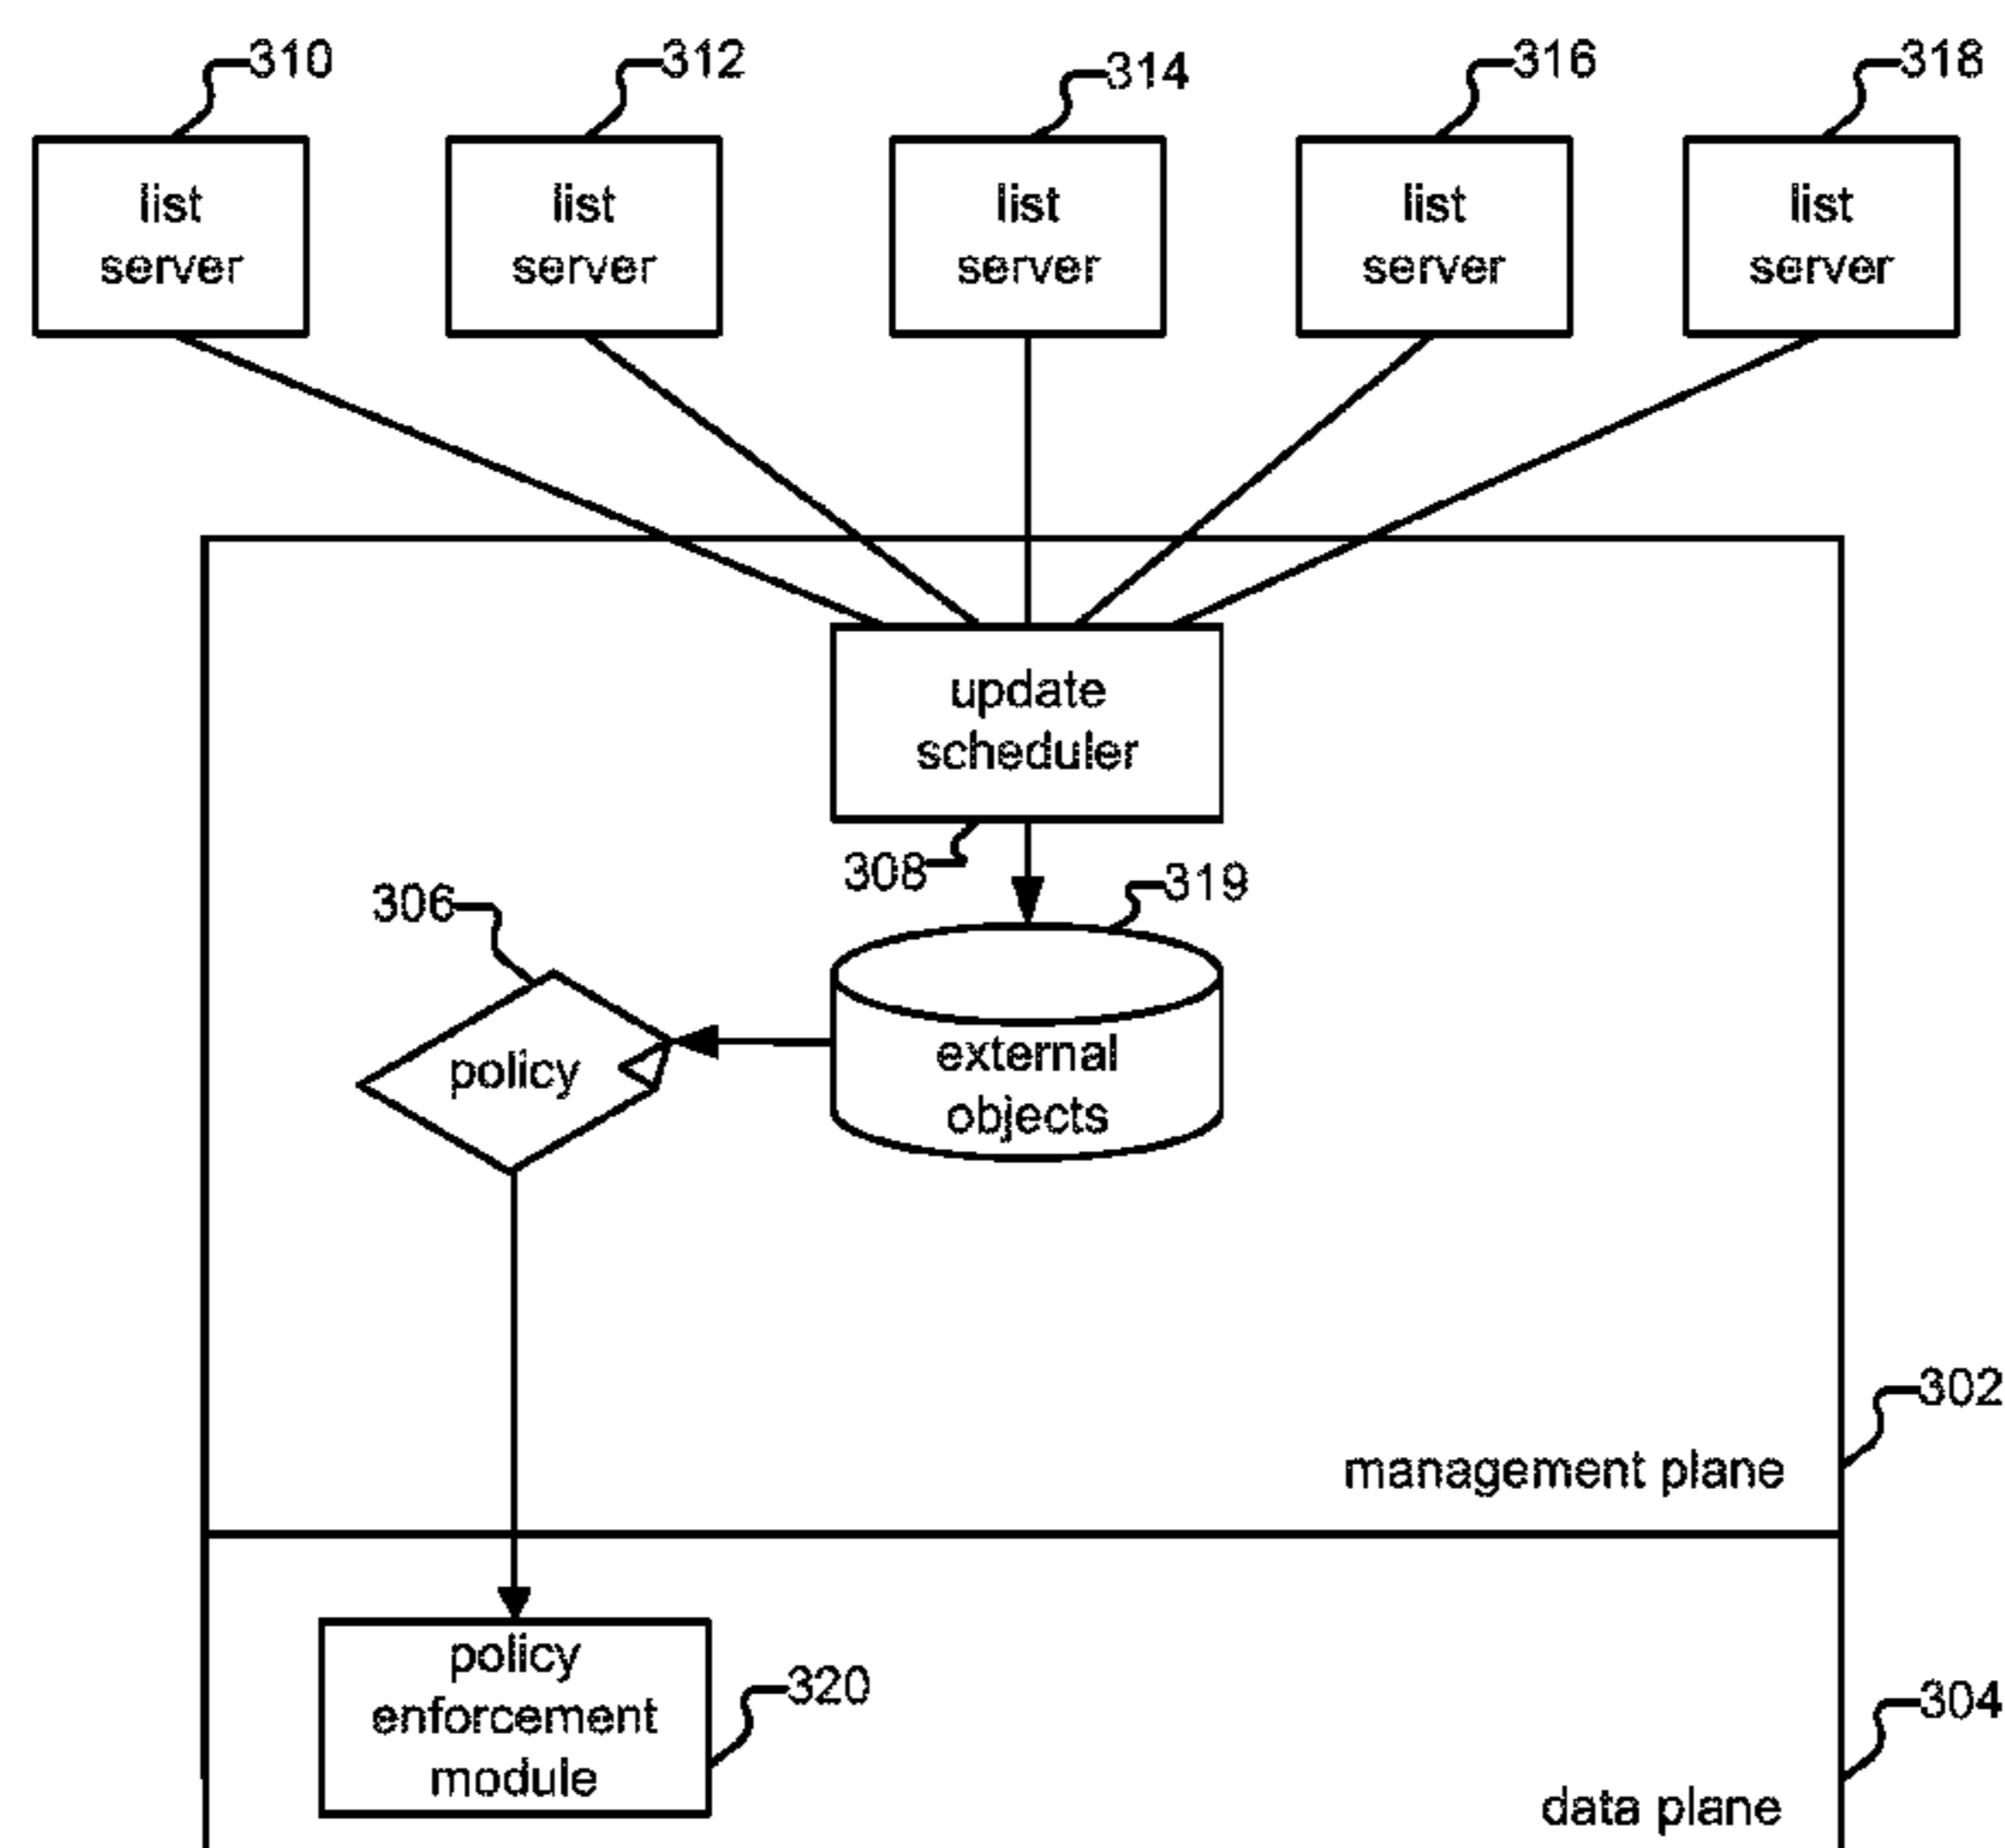 310
312
314
316
318
list
server
list
server
list
server
list
server
list
server
update
scheduler
308
319
306
policy
external
objects
302
management plane
policy
enforcement
module
320
304
data plane